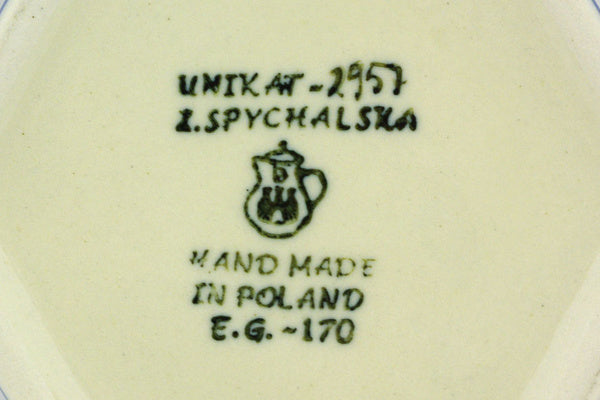 UNIKAT-2957
I.SPYCHALSKA
HAND MADE
IN POLAND
E.G.~170